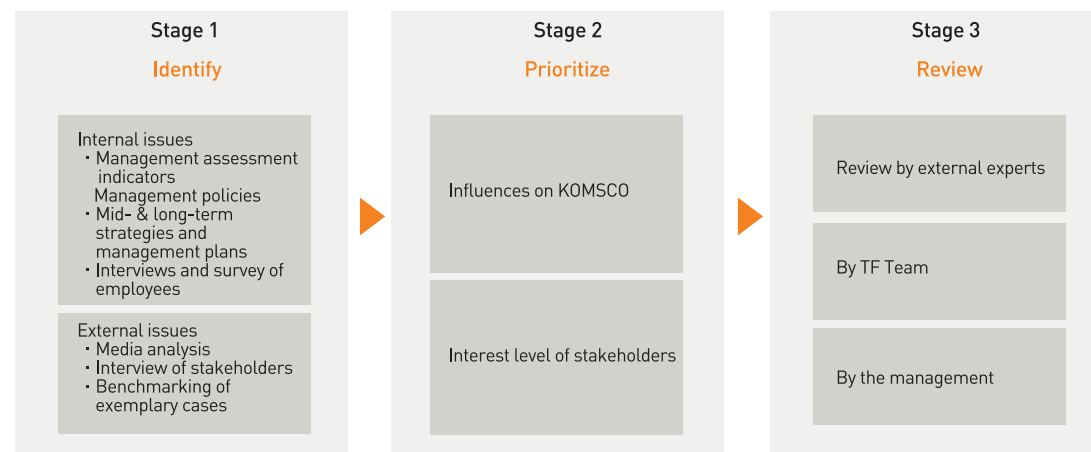 Stage 1
Identify
Internal issues
· Management assessment
indicators
Management policies
· Mid- & long-term
strategies and
management plans
· Interviews and survey of
employees
External issues
· Media analysis
· Interview of stakeholders
· Benchmarking of
exemplary cases
Stage 2
Prioritize
Influences on KOMSCO
Interest level of stakeholders
Stage 3
Review
Review by external experts
By TF Team
By the management